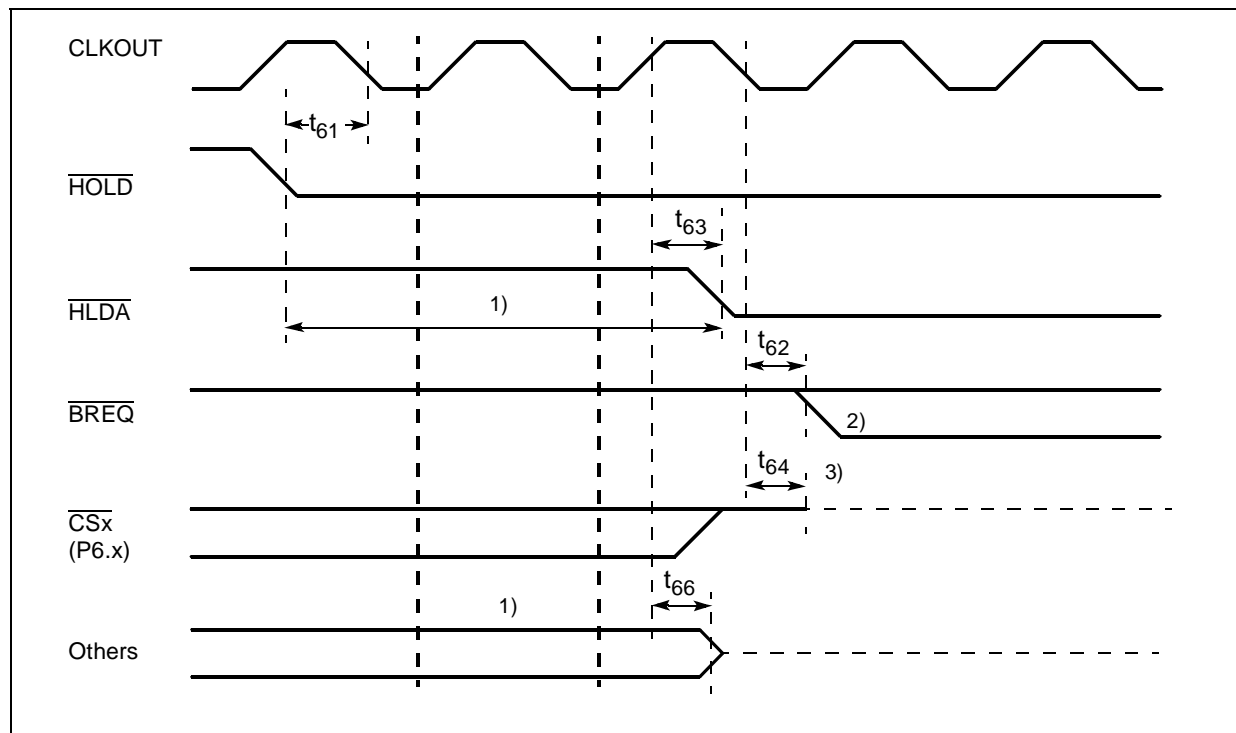 CLKOUT
t61
HOLD
t63
HLDA
1)
t62
BREQ
2)
t64
3)
CSx
(P6.x)
t66
1)
Others